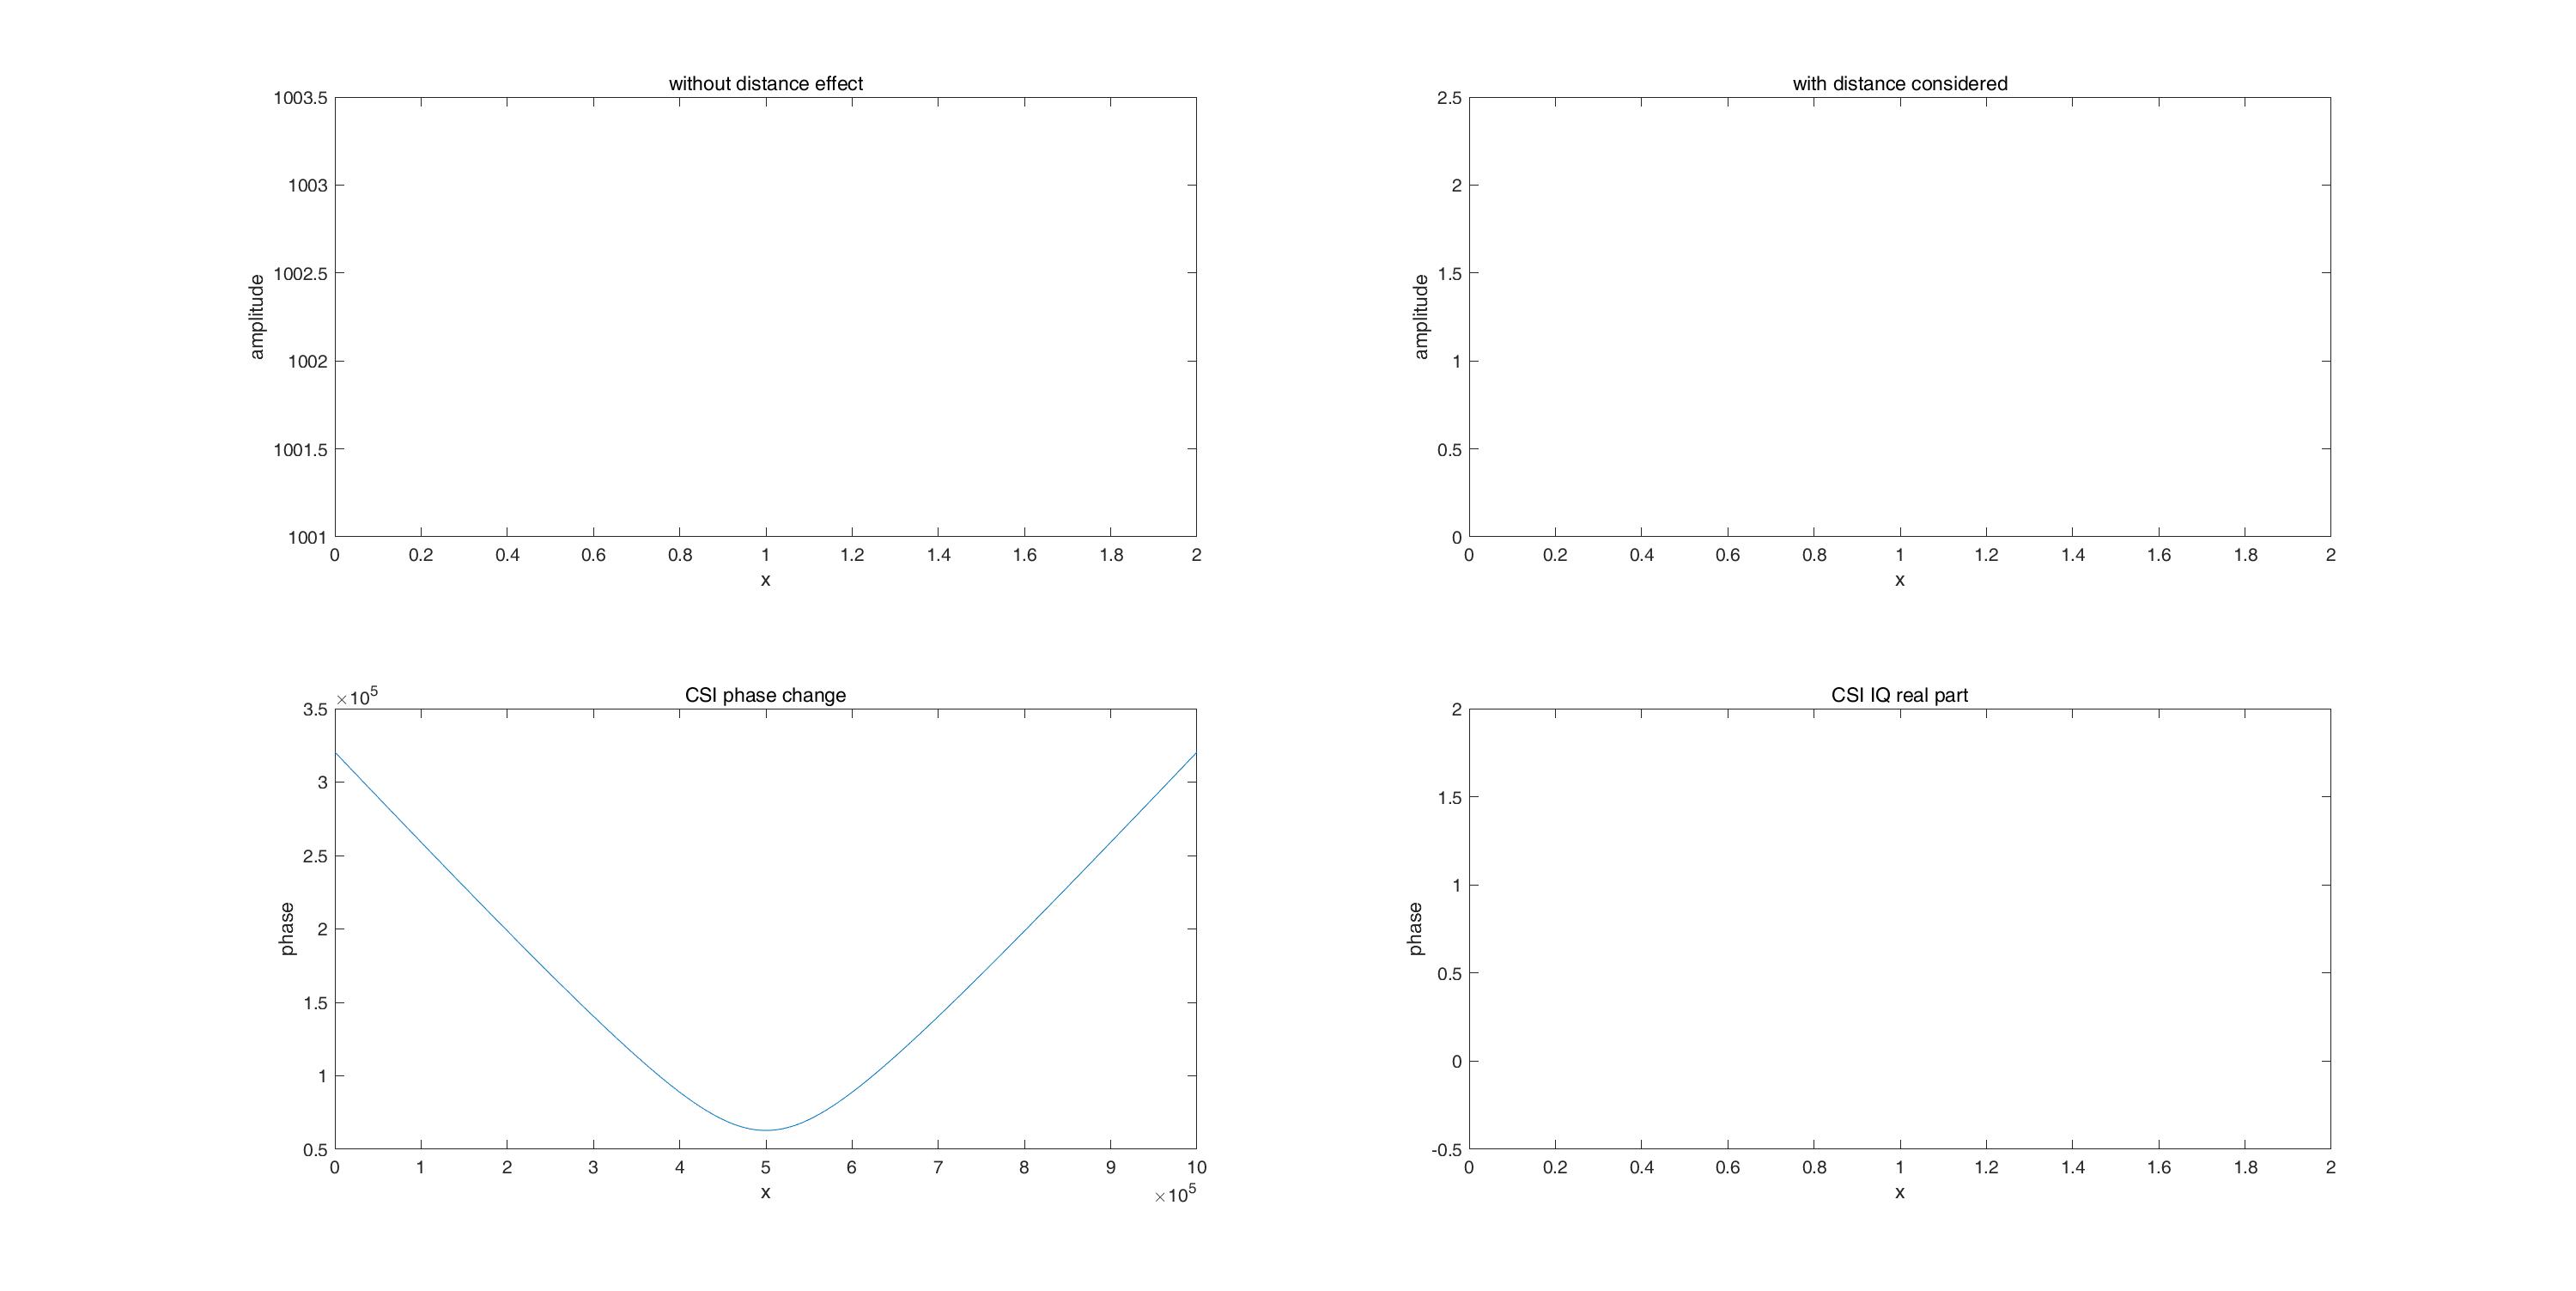 without distance effect
1003.5
1003
1002.5
1002
1001.5
1001
amplitude
0 0.2 0.4 0.6 0.8 1 1.2 1.4 1.6 1.8 2
x
with distance considered
2.5
2
1.5
1
0.5
0
amplitude
0 0.2 0.4 0.6 0.8 1 1.2 1.4 1.6 1.8 2
x
CSI phase change
×10^5
3.5
3
2.5
2
1.5
1
0.5
phase
0 1 2 3 4 5 6 7 8 9 10
x
×10^5
CSI IQ real part
2
1.5
1
0.5
0
-0.5
phase
0 0.2 0.4 0.6 0.8 1 1.2 1.4 1.6 1.8 2
x